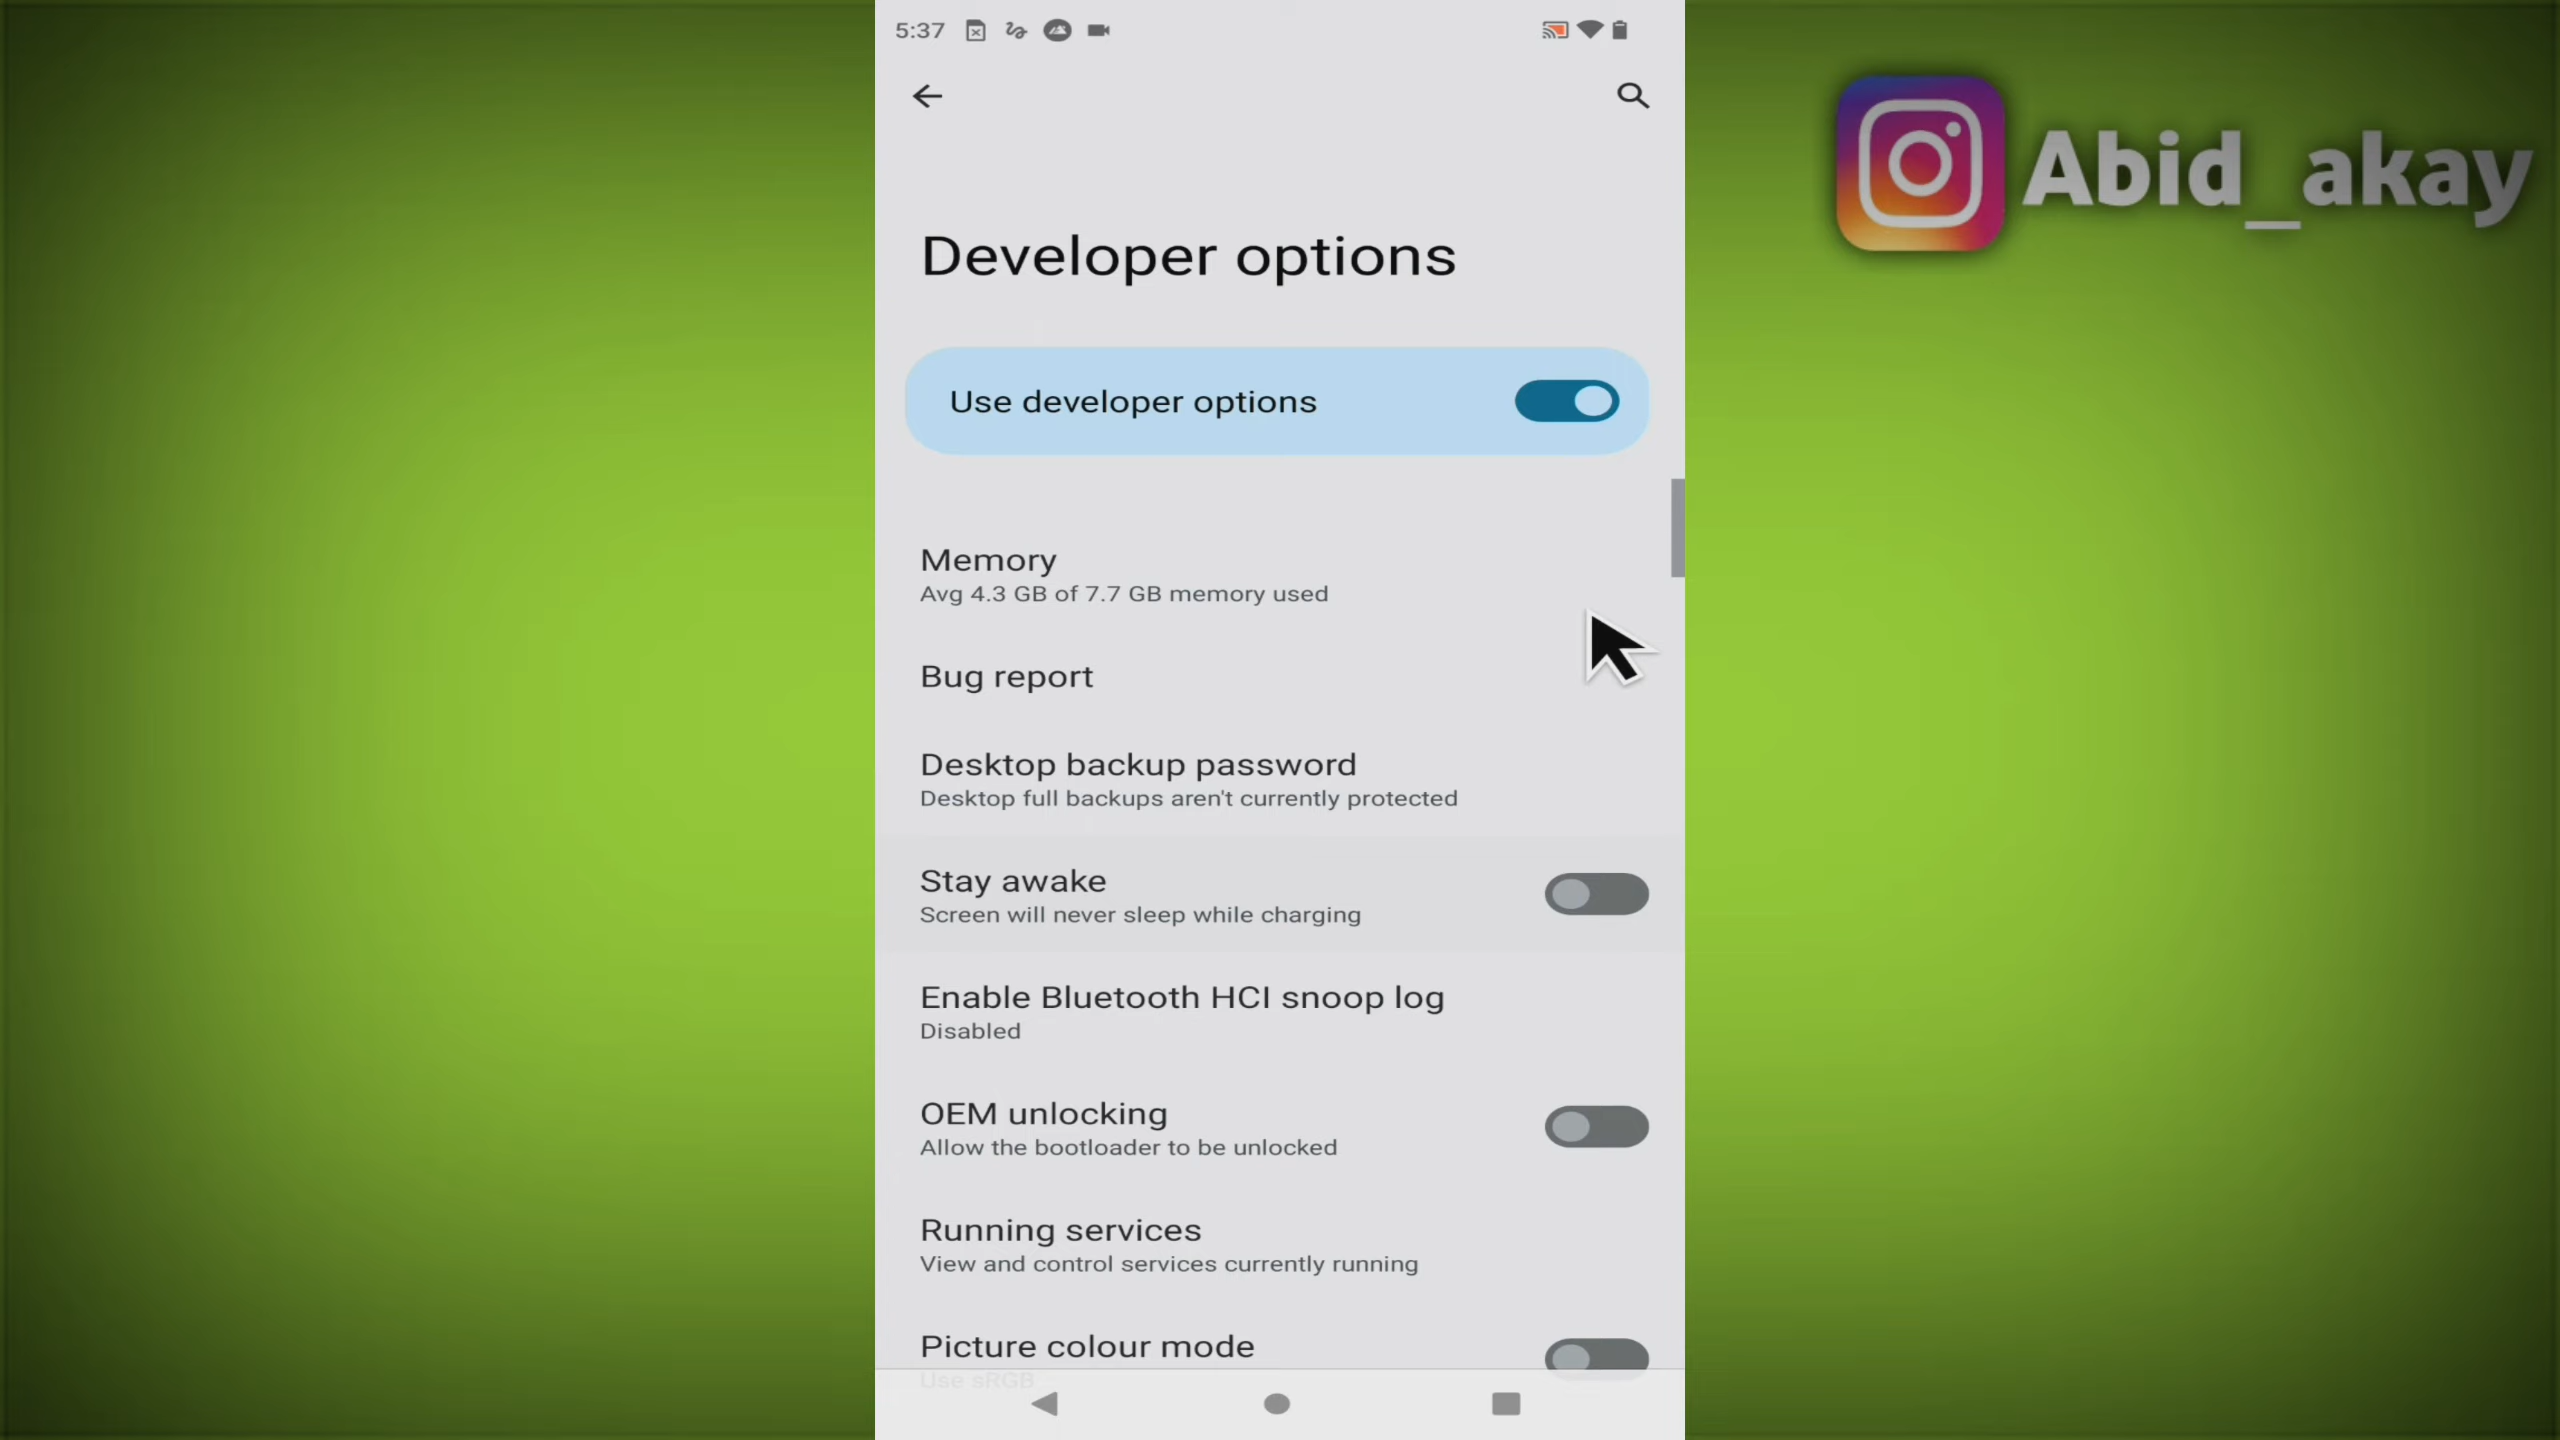 5:37
Abid_akay
Developer options
Use developer options
Memory
Avg 4.3 GB of 7.7 GB memory used
Bug report
Desktop backup password
Desktop full backups aren't currently protected
Stay awake
Screen will never sleep while charging
Enable Bluetooth HCI snoop log
Disabled
OEM unlocking
Allow the bootloader to be unlocked
Running services
View and control services currently running
Picture colour mode
Use sRGB